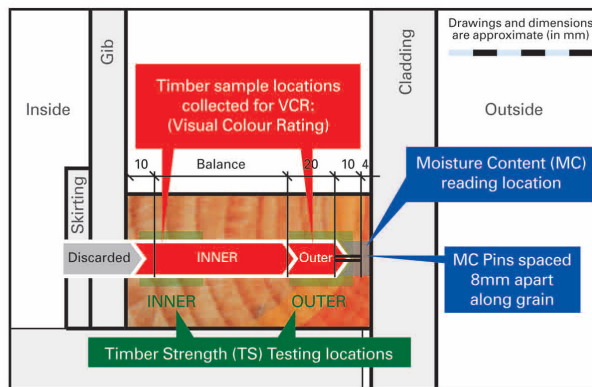 Drawings and dimensions
are approximate (in mm)
Inside
Gib
Timber sample locations
collected for VCR:
(Visual Colour Rating)
Cladding
Outside
10
Balance
20
10
4
Moisture Content (MC)
reading location
Skirting
Discarded
INNER
Outer
MC Pins spaced
8mm apart
along grain
INNER
OUTER
Timber Strength (TS) Testing locations